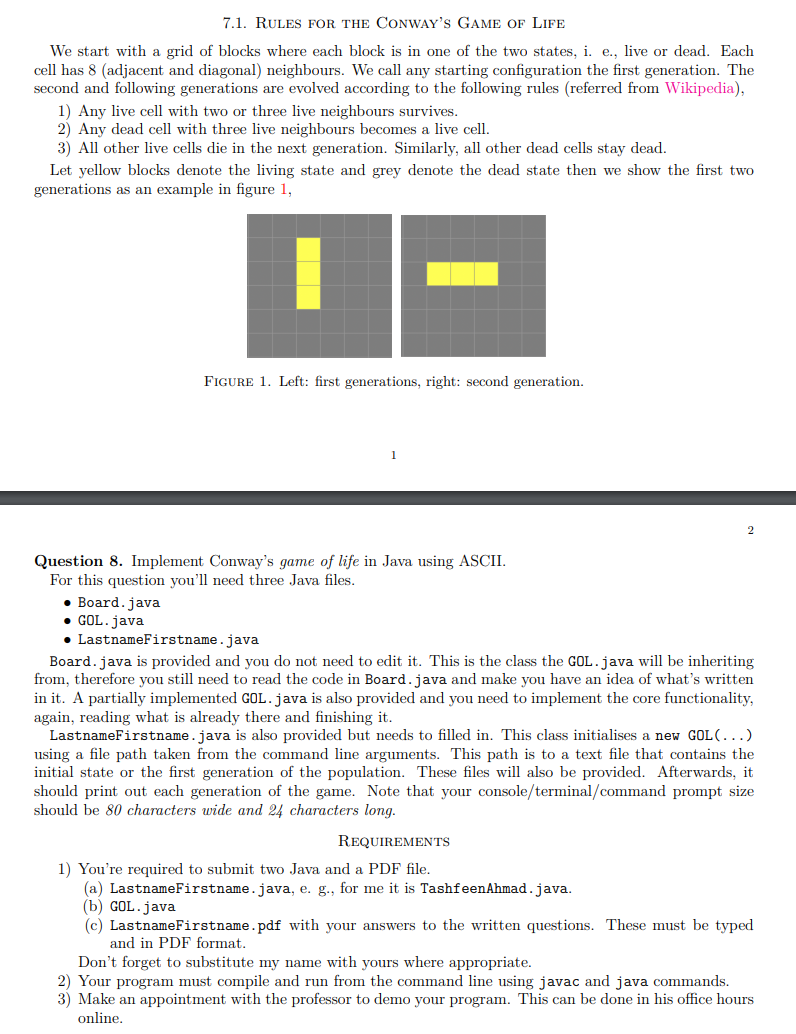 7.1. Rules for the Conway's Game of Life
We start with a grid of blocks where each block is in one of the two states, i. e., live or dead. Each
cell has 8 (adjacent and diagonal) neighbours. We call any starting configuration the first generation. The
second and following generations are evolved according to the following rules (referred from Wikipedia),
1) Any live cell with two or three live neighbours survives.
2) Any dead cell with three live neighbours becomes a live cell.
3) All other live cells die in the next generation. Similarly, all other dead cells stay dead.
Let yellow blocks denote the living state and grey denote the dead state then we show the first two
generations as an example in figure 1,
Figure 1. Left: first generations, right: second generation.
1
2
Question 8. Implement Conway's game of life in Java using ASCII.
For this question you'll need three Java files.
• Board.java
• GOL.java
• LastnameFirstname.java
Board.java is provided and you do not need to edit it. This is the class the GOL.java will be inheriting
from, therefore you still need to read the code in Board.java and make you have an idea of what's written
in it. A partially implemented GOL.java is also provided and you need to implement the core functionality,
again, reading what is already there and finishing it.
LastnameFirstname.java is also provided but needs to filled in. This class initialises a new GOL(...)
using a file path taken from the command line arguments. This path is to a text file that contains the
initial state or the first generation of the population. These files will also be provided. Afterwards, it
should print out each generation of the game. Note that your console/terminal/command prompt size
should be 80 characters wide and 24 characters long.
Requirements
1) You're required to submit two Java and a PDF file.
(a) LastnameFirstname.java, e. g., for me it is TashfeenAhmad.java.
(b) GOL.java
(c) LastnameFirstname.pdf with your answers to the written questions. These must be typed
and in PDF format.
Don't forget to substitute my name with yours where appropriate.
2) Your program must compile and run from the command line using javac and java commands.
3) Make an appointment with the professor to demo your program. This can be done in his office hours
online.